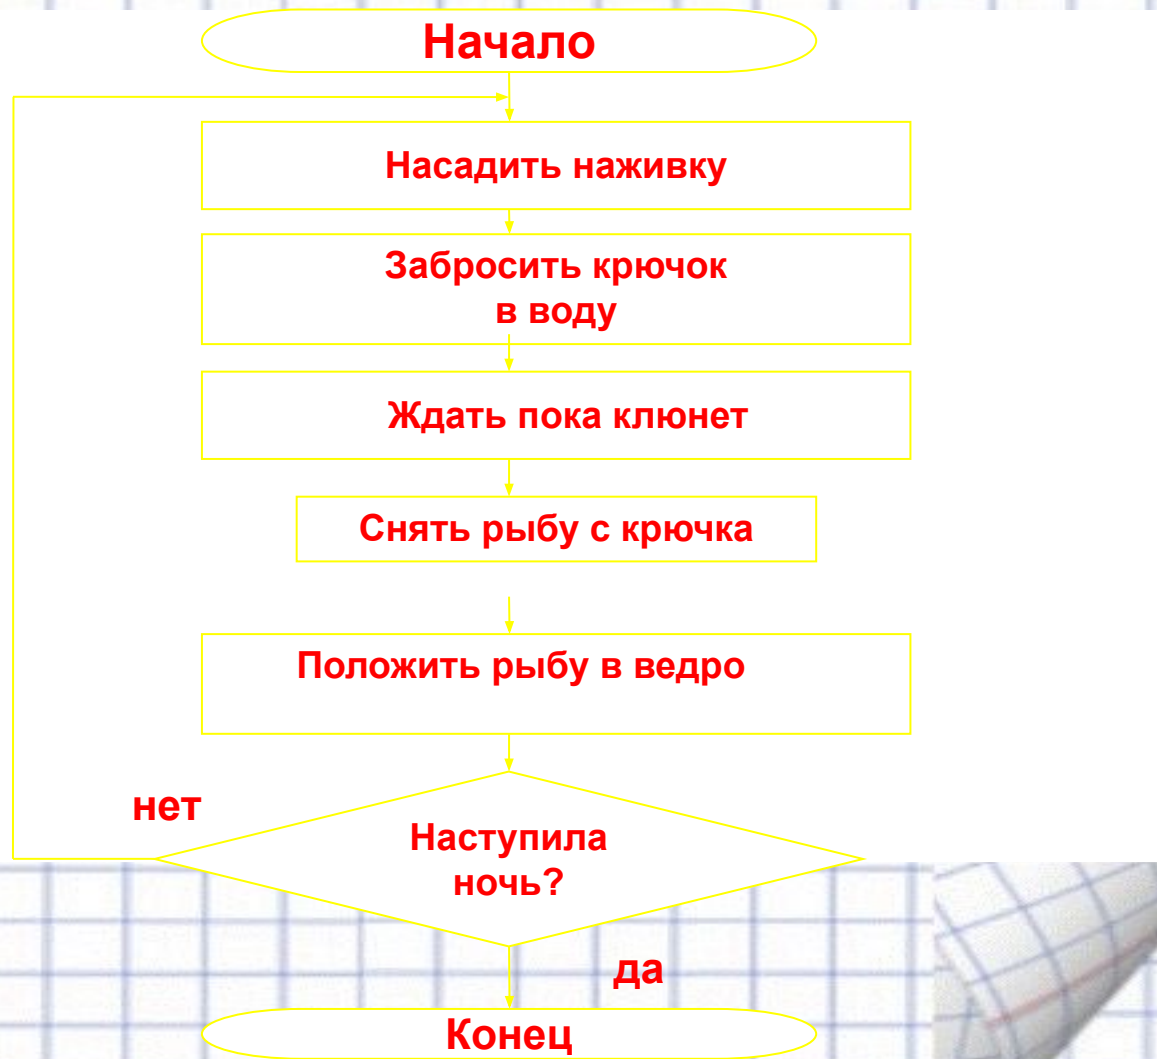 Начало
Насадить наживку
Забросить крючок
в воду
Ждать пока клюнет
Снять рыбу с крючка
Положить рыбу в ведро
нет
Наступила
ночь?
да
Конец